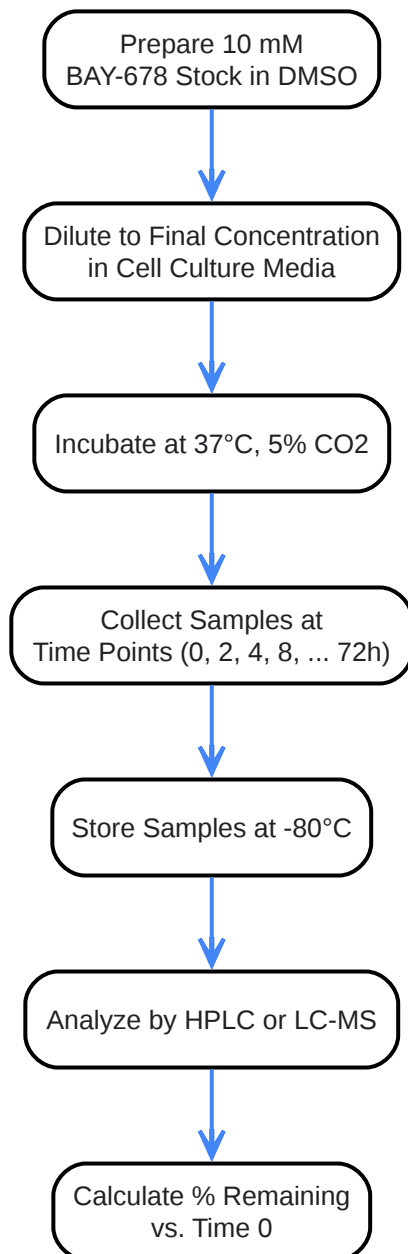 Prepare 10 mM
BAY-678 Stock in DMSO
Dilute to Final Concentration
in Cell Culture Media
Incubate at 37°C, 5% CO2
Collect Samples at
Time Points (0, 2, 4, 8, ... 72h)
Store Samples at -80°C
Analyze by HPLC or LC-MS
Calculate % Remaining
vs. Time 0